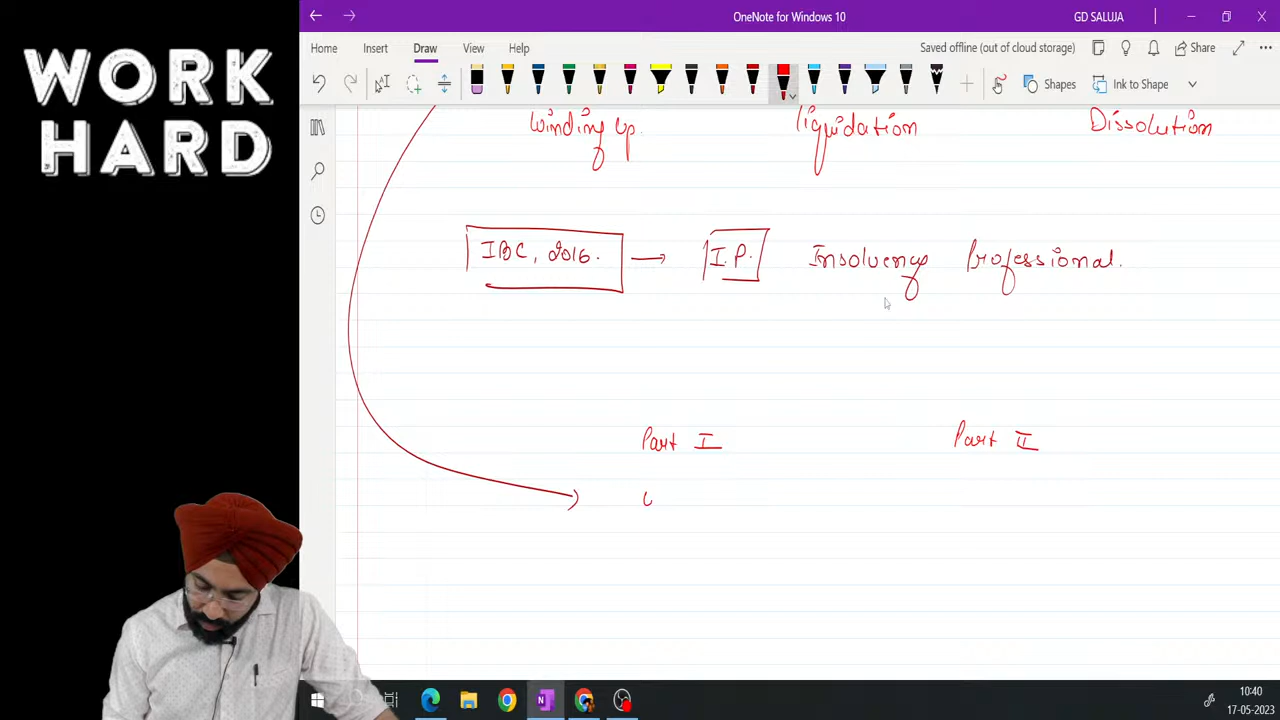 WORK
HARD
OneNote for Windows 10
GD SALUJA
Home Insert Draw View Help
Saved offline (out of cloud storage)
Share
Shapes
Ink to Shape
Winding up.
liquidation
Dissolution
IBC, 2016.
I.P.
Insolvency Professional.
Part I
Part II
10:40
17-05-2023